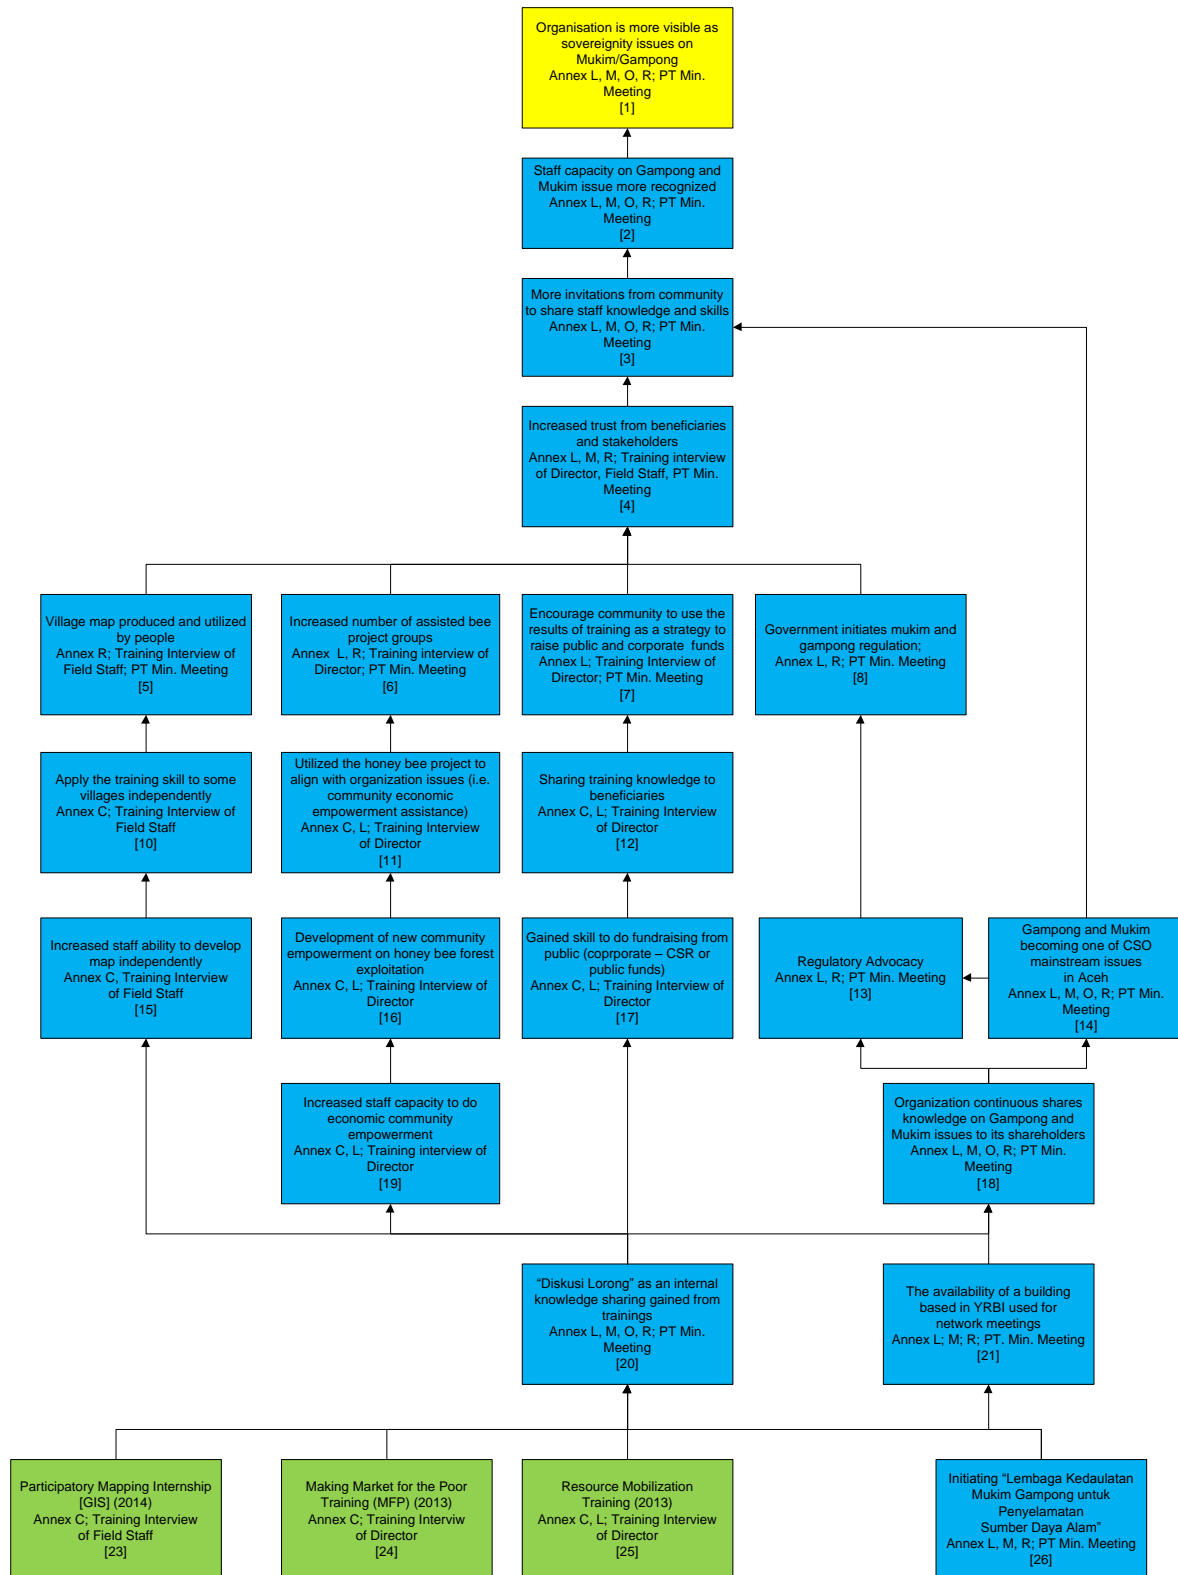 Organisation is more visible as
sovereignity issues on
Mukim/Gampong
Annex L, M, O, R; PT Min.
Meeting
[1]
Staff capacity on Gampong and
Mukim issue more recognized
Annex L, M, O, R; PT Min.
Meeting
[2]
More invitations from community
to share staff knowledge and skills
Annex L, M, O, R; PT Min.
Meeting
[3]
Increased trust from beneficiaries
and stakeholders
Annex L, M, R; Training interview
of Director, Field Staff, PT Min.
Meeting
[4]
Village map produced and utilized
by people
Annex R; Training Interview of
Field Staff; PT Min. Meeting
[5]
Increased number of assisted bee
project groups
Annex  L, R; Training interview of
Director; PT Min. Meeting
[6]
Encourage community to use the
results of training as a strategy to
raise public and corporate  funds
Annex L; Training Interview of
Director; PT Min. Meeting
[7]
Government initiates mukim and
gampong regulation;
Annex L, R; PT Min. Meeting
[8]
Apply the training skill to some
villages independently
Annex C; Training Interview of
Field Staff
[10]
Utilized the honey bee project to
align with organization issues (i.e.
community economic
empowerment assistance)
Annex C, L; Training Interview
of Director
[11]
Sharing training knowledge to
beneficiaries
Annex C, L; Training Interview
of Director
[12]
Increased staff ability to develop
map independently
Annex C, Training Interview
of Field Staff
[15]
Development of new community
empowerment on honey bee forest
exploitation
Annex C, L; Training Interview of
Director
[16]
Gained skill to do fundraising from
public (coprporate – CSR or
public funds)
Annex C, L; Training Interview of
Director
[17]
Regulatory Advocacy
Annex L, R; PT Min. Meeting
[13]
Gampong and Mukim
becoming one of CSO
mainstream issues
in Aceh
Annex L, M, O, R; PT Min.
Meeting
[14]
Increased staff capacity to do
economic community
empowerment
Annex C, L; Training interview of
Director
[19]
Organization continuous shares
knowledge on Gampong and
Mukim issues to its shareholders
Annex L, M, O, R; PT Min.
Meeting
[18]
“Diskusi Lorong” as an internal
knowledge sharing gained from
trainings
Annex L, M, O, R; PT Min.
Meeting
[20]
The availability of a building
based in YRBI used for
network meetings
Annex L; M; R; PT. Min. Meeting
[21]
Participatory Mapping Internship
[GIS] (2014)
Annex C; Training Interview
of Field Staff
[23]
Making Market for the Poor
Training (MFP) (2013)
Annex C; Training Interviw of
Director
[24]
Resource Mobilization
Training (2013)
Annex C, L; Training Interview of
Director
[25]
Initiating “Lembaga Kedaulatan
Mukim Gampong untuk
Penyelamatan
Sumber Daya Alam”
Annex L, M, R; PT Min. Meeting
[26]